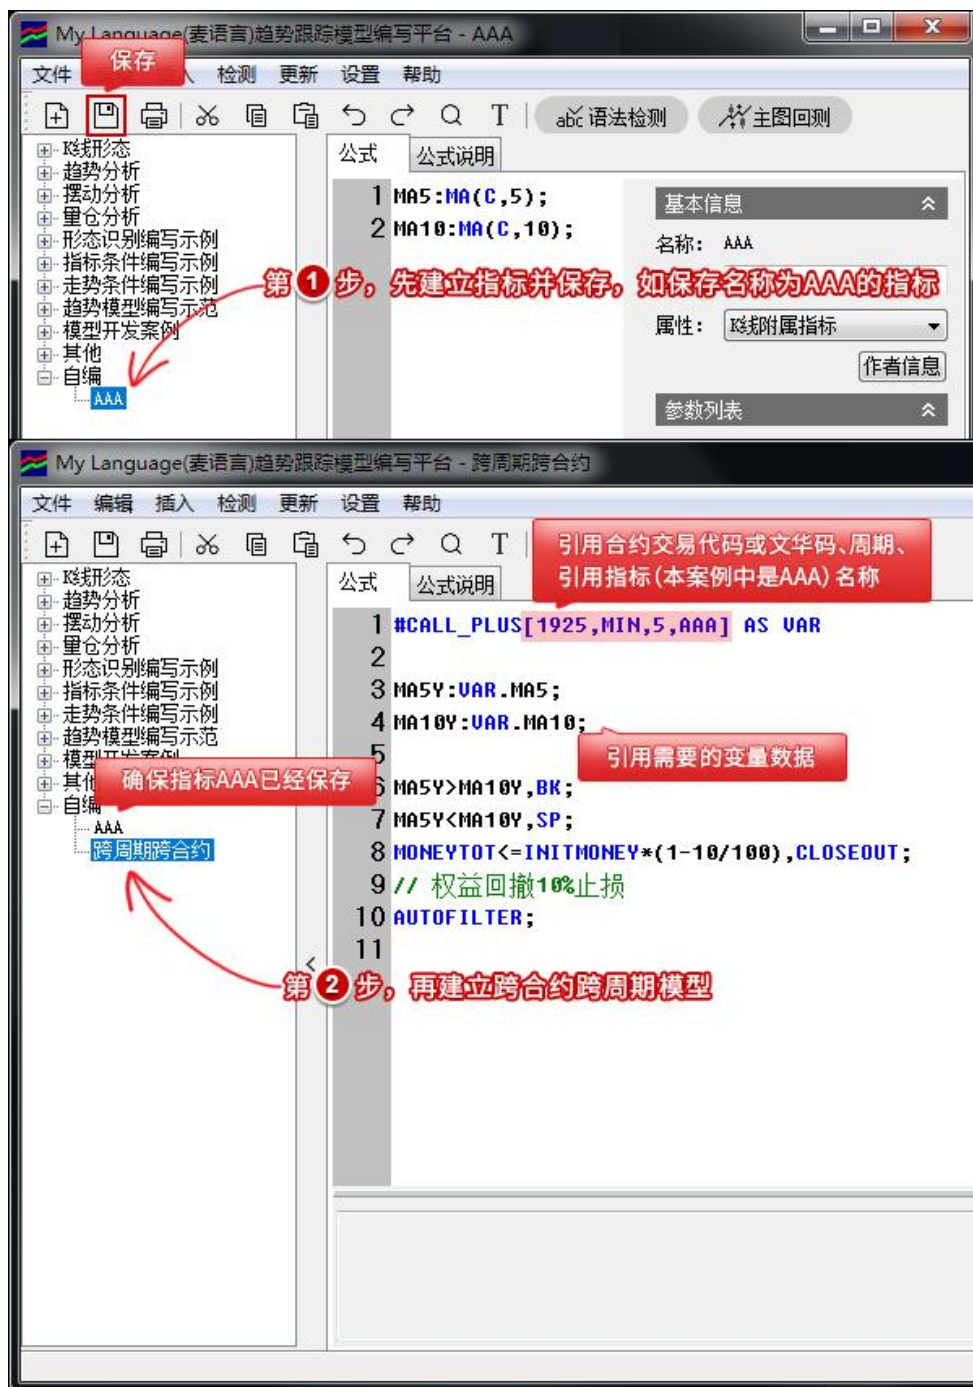 My Language(麦语言)趋势跟踪模型编写平台 - AAA
保存
文件 入 检测 更新 设置 帮助
T abc 语法检测 主图回测
K线形态
趋势分析
摆动分析
量仓分析
形态识别编写示例
指标条件编写示例
走势条件编写示例
趋势模型编写示范
模型开发案例
其他
自编
AAA
公式 公式说明
1 MA5:MA(C,5);
2 MA10:MA(C,10);
基本信息
名称: AAA
第1步，先建立指标并保存，如保存名称为AAA的指标
属性: K线附属指标
作者信息
参数列表
My Language(麦语言)趋势跟踪模型编写平台 - 跨周期跨合约
文件 编辑 插入 检测 更新 设置 帮助
T
引用合约交易代码或文华码、周期、
引用指标(本案例中是AAA)名称
K线形态
趋势分析
摆动分析
量仓分析
形态识别编写示例
指标条件编写示例
走势条件编写示例
趋势模型编写示范
模型开发案例
其他
自编
AAA
跨周期跨合约
确保指标AAA已经保存
公式 公式说明
1 #CALL_PLUS[1925,MIN,5,AAA] AS VAR
2
3 MA5Y:VAR.MA5;
4 MA10Y:VAR.MA10;
5
引用需要的变量数据
6 MA5Y>MA10Y,BK;
7 MA5Y<MA10Y,SP;
8 MONEYTOT<=INITMONEY*(1-10/100),CLOSEOUT;
9 // 权益回撤10%止损
10 AUTOFILTER;
11
<
第2步，再建立跨合约跨周期模型